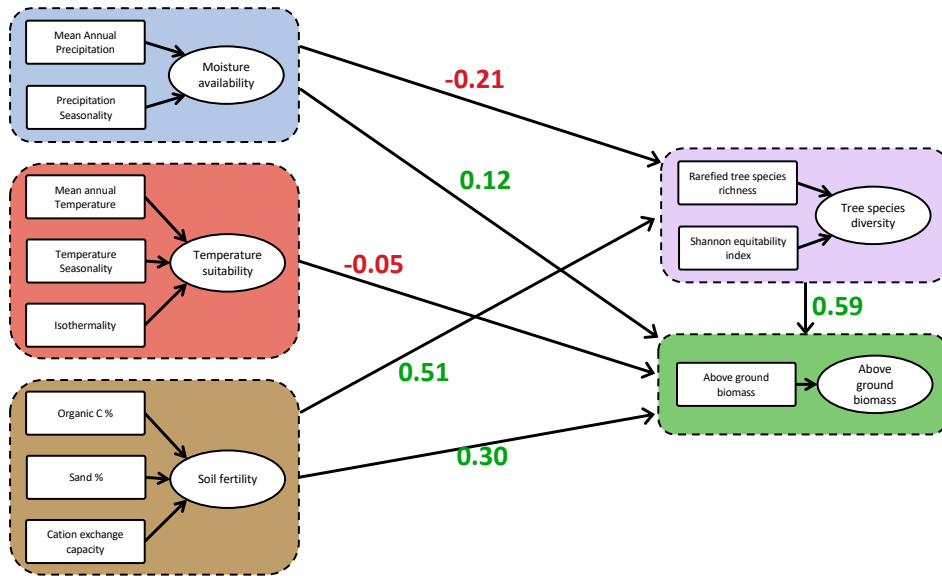 Mean Annual
Precipitation
Moisture
availability
Precipitation
Seasonality
-0.21
0.12
Mean annual
Temperature
Temperature
Seasonality
Temperature
suitability
Isothermality
-0.05
Rarefied tree species
richness
Tree species
diversity
Shannon equitability
index
0.59
0.51
Above ground
biomass
Above
ground
biomass
Organic C %
Sand %
Soil fertility
Cation exchange
capacity
0.30